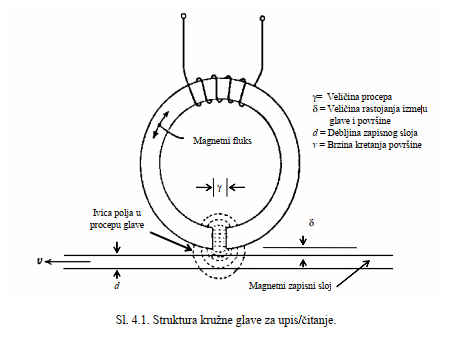 γ= Veličina procepa
δ = Veličina rastojanja izmeļu
glave i površine
d = Debljina zapisnog sloja
v = Brzina kretanja površine
Magnetni fluks
γ
Ivica polja u
procepu glave
δ
υ
d
Magnetni zapisni sloj
Sl. 4.1. Struktura kružne glave za upis/čitanje.